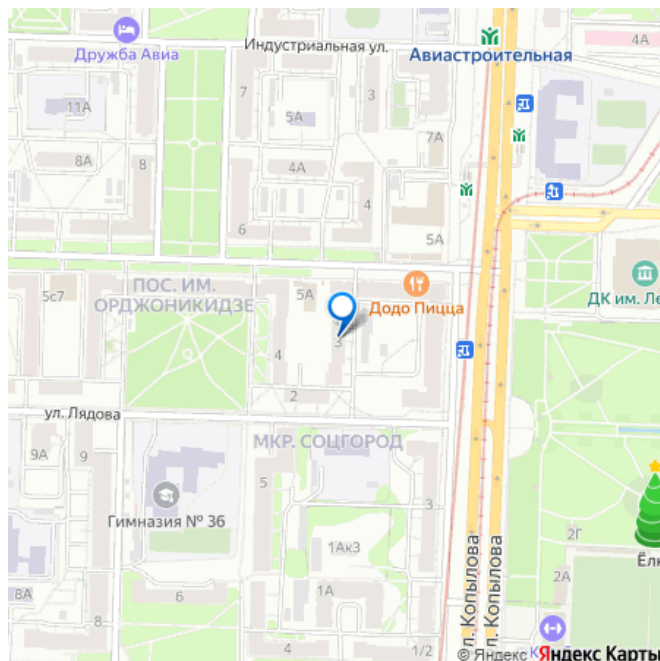 Дружба Авиа
Индустриальная ул.
Авиастроительная
4А
11А
7
5А
3
7А
8А
8
4А
4
6
5А
ПОС. ИМ.
ОРДЖОНИКИДЗЕ
5с7
5А
Додо Пицца
ДК им. Ле
3
4
2
ул. Лядова
МКР. СОЦГОРОД
9А
9
5
3
Гимназия № 36
1Ак3
2Г
Ёлк
2А
8А
6
1А
4
1/2
л. Копылова
л. Копылова
© Яндекс Яндекс Карты